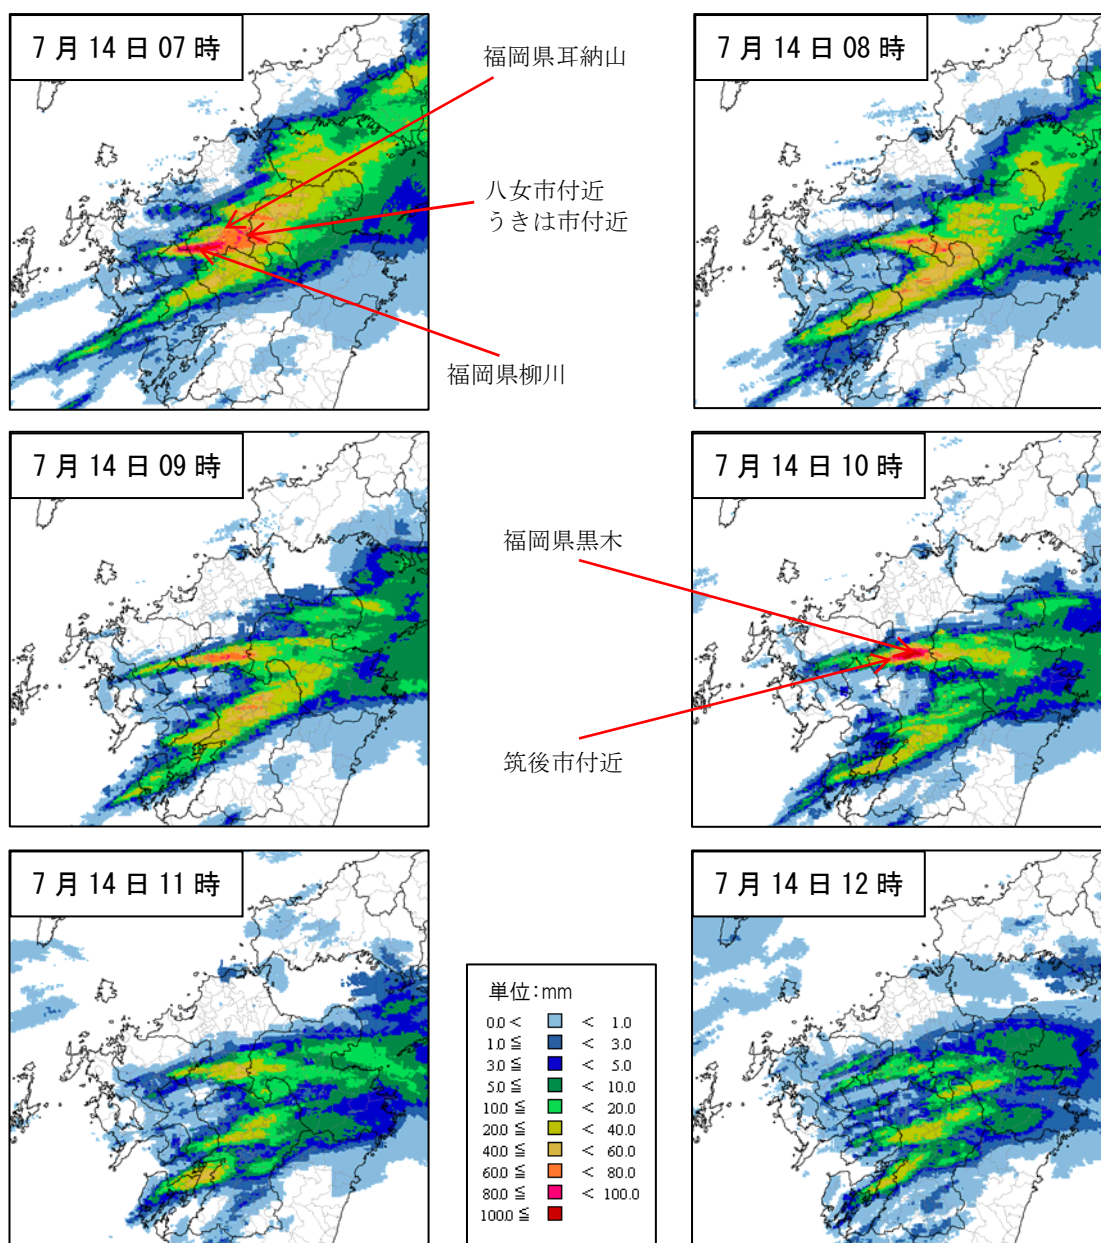 7月14日07時
福岡県耳納山
7月14日08時
八女市付近
うきは市付近
福岡県柳川
7月14日09時
7月14日10時
福岡県黒木
筑後市付近
7月14日11時
7月14日12時
単位:mm
0.0 < < 1.0
1.0 ≦ < 3.0
3.0 ≦ < 5.0
5.0 ≦ < 10.0
10.0 ≦ < 20.0
20.0 ≦ < 40.0
40.0 ≦ < 60.0
60.0 ≦ < 80.0
80.0 ≦ < 100.0
100.0 ≦